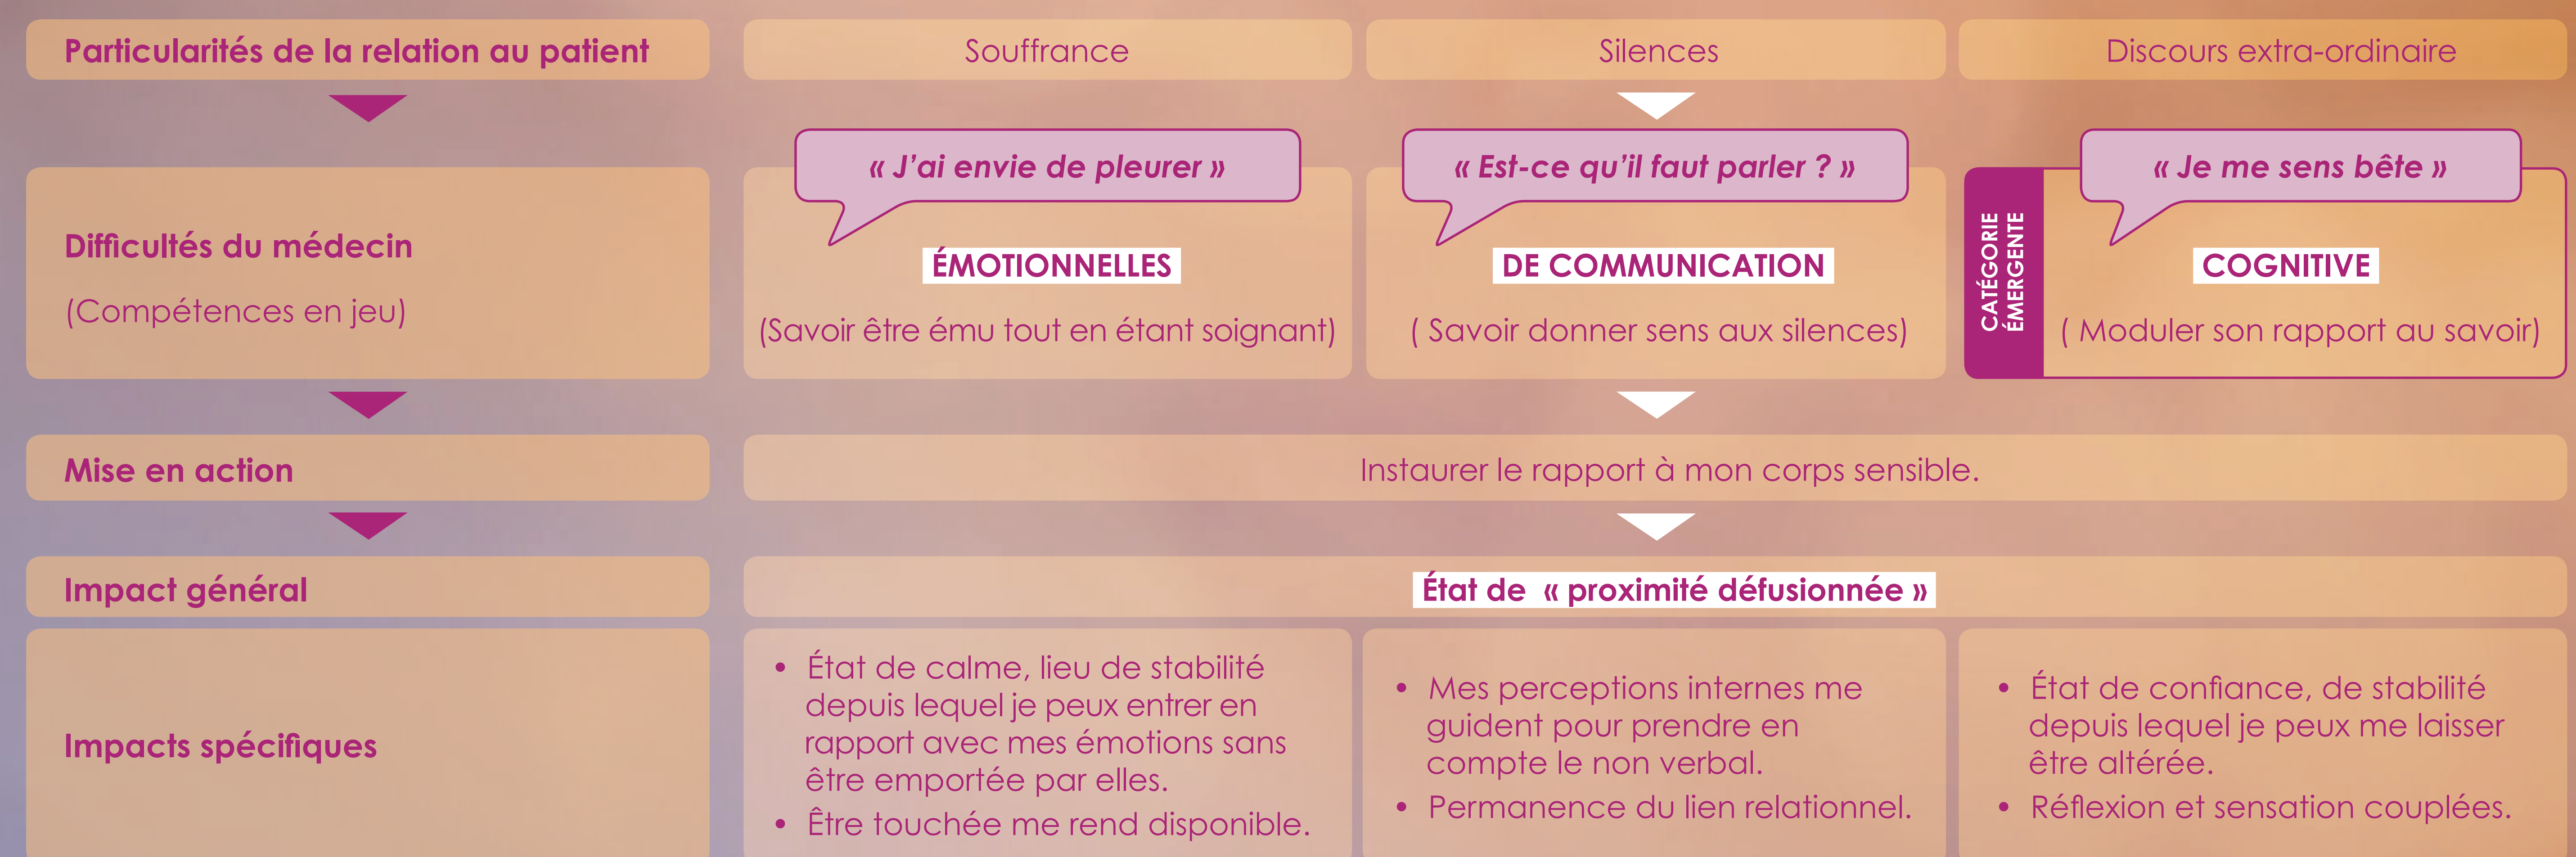 Particularités de la relation au patient
Souffrance
Silences
Discours extra-ordinaire
Difficultés du médecin
(Compétences en jeu)
« J’ai envie de pleurer »
ÉMOTIONNELLES
(Savoir être ému tout en étant soignant)
« Est-ce qu’il faut parler ? »
DE COMMUNICATION
( Savoir donner sens aux silences)
CATÉGORIE
ÉMERGENTE
« Je me sens bête »
COGNITIVE
( Moduler son rapport au savoir)
Mise en action
Instaurer le rapport à mon corps sensible.
Impact général
État de « proximité défusionnée »
Impacts spécifiques
• État de calme, lieu de stabilité
depuis lequel je peux entrer en
rapport avec mes émotions sans
être emportée par elles.
• Être touchée me rend disponible.
• Mes perceptions internes me
guident pour prendre en
compte le non verbal.
• Permanence du lien relationnel.
• État de confiance, de stabilité
depuis lequel je peux me laisser
être altérée.
• Réflexion et sensation couplées.